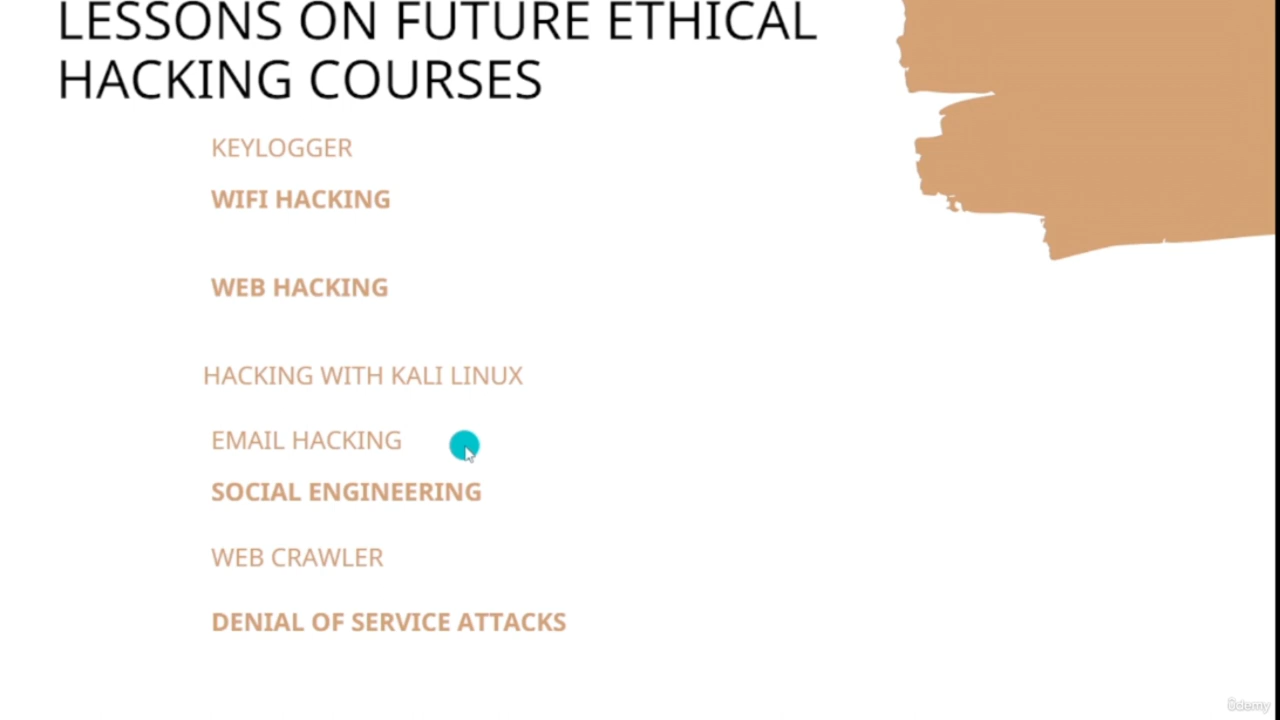 LESSONS ON FUTURE ETHICAL
HACKING COURSES
KEYLOGGER
WIFI HACKING
WEB HACKING
HACKING WITH KALI LINUX
EMAIL HACKING
SOCIAL ENGINEERING
WEB CRAWLER
DENIAL OF SERVICE ATTACKS
ûdemy